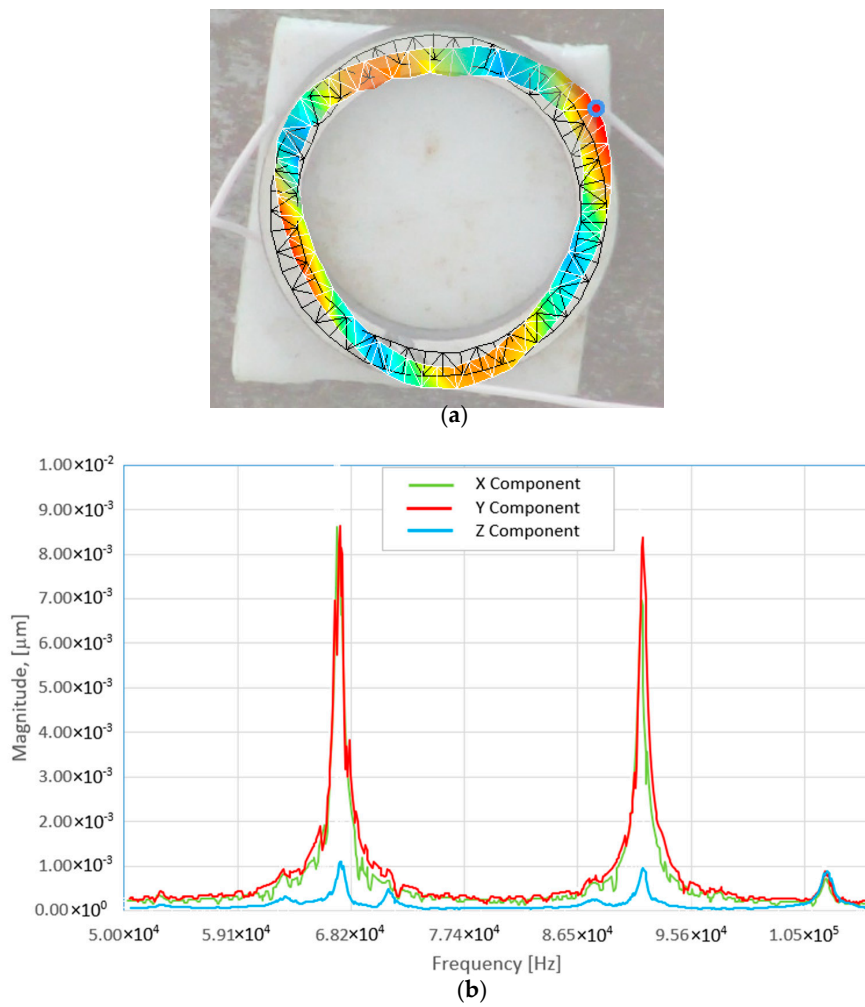 (a)
1.00×10⁻²
9.00×10⁻³
8.00×10⁻³
7.00×10⁻³
6.00×10⁻³
5.00×10⁻³
4.00×10⁻³
3.00×10⁻³
2.00×10⁻³
1.00×10⁻³
0.00×10⁰
Magnitude, [μm]
X Component
Y Component
Z Component
5.00×10⁴ 5.91×10⁴ 6.82×10⁴ 7.74×10⁴ 8.65×10⁴ 9.56×10⁴ 1.05×10⁵
Frequency [Hz]
(b)